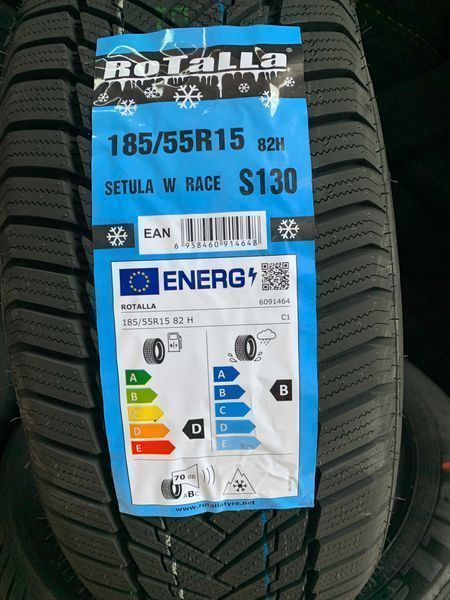 RoTaLLa®
185/55R15 82H
SETULA W RACE S130
EAN
6 958460 914648
ENERG
ROTALLA 6091464
185/55R15 82 H C1
A A
B B B
C C
D D D
E E
70 dB
ABC
www.rotallatyre.net